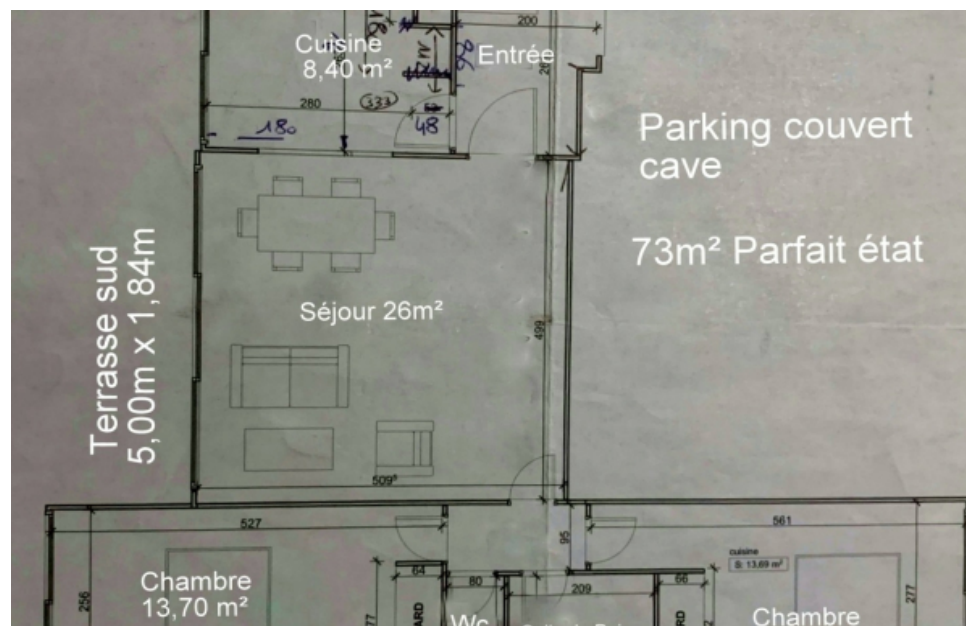 200
Cuisine
8,40 m²
Entrée
280
333
180
48
Parking couvert
cave
73m² Parfait état
Terrasse sud
5,00m x 1,84m
Séjour 26m²
499
509⁵
527
561
95
cuisine
S: 13,69 m²
Chambre
13,70 m²
256
64
80
209
66
277
Wc
Chambre